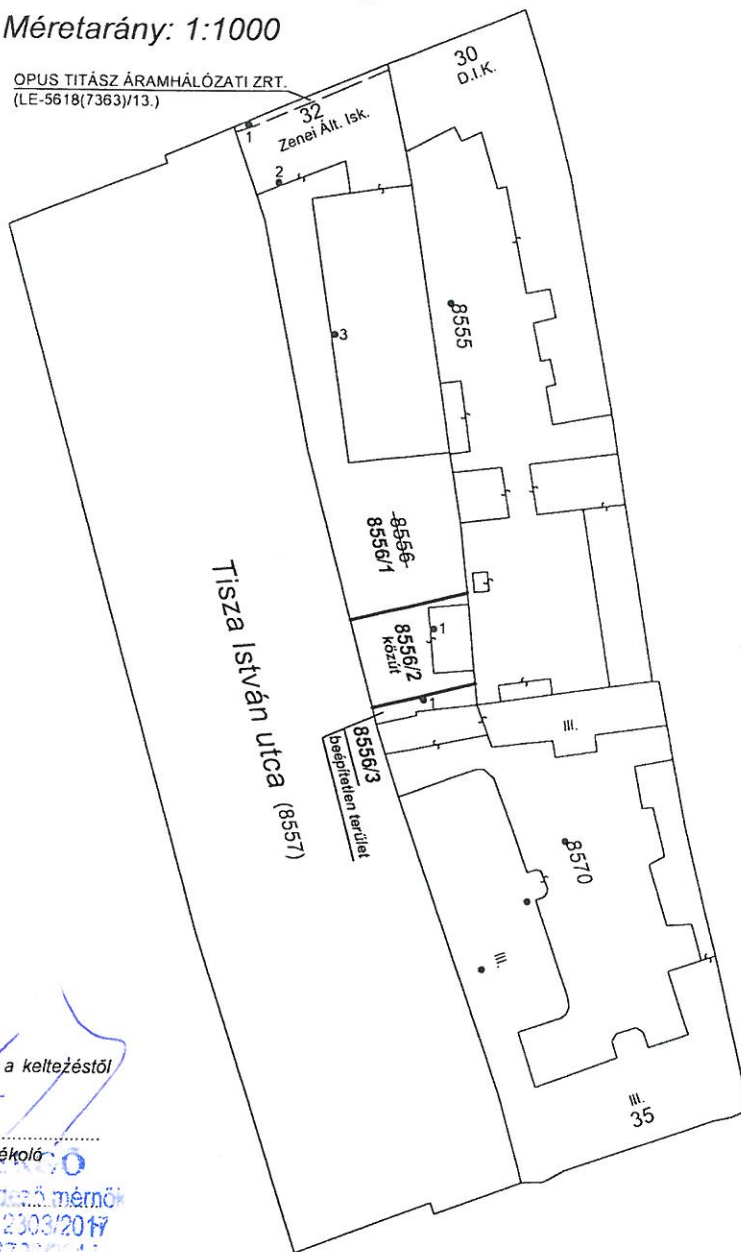 Méretarány: 1:1000
OPUS TITÁSZ ÁRAMHÁLÓZATI ZRT.
(LE-5618(7363)/13.)
30
D.I.K.
32
Zenei Ált. Isk.
1
2
3
8555
8556
8556/1
8556/2
közút
1
1
8556/3
beépítetlen terület
Tisza István utca (8557)
III.
8570
III.
III.
35
a keltezéstől
mérnök
2303/2017